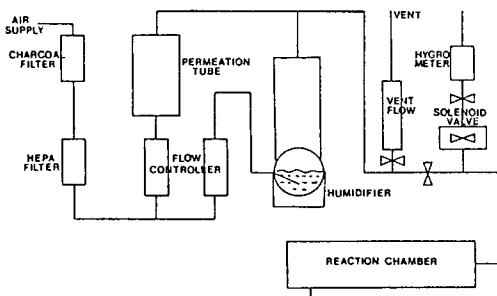 AIR
SUPPLY
CHARCOA
FILTER
HEPA
FILTER
PERMEATION
TUBE
FLOW
CONTROLLER
HUMIDIFIER
VENT
VENT
FLOW
HYGRO
METER
SOLENOID
VALVE
REACTION CHAMBER